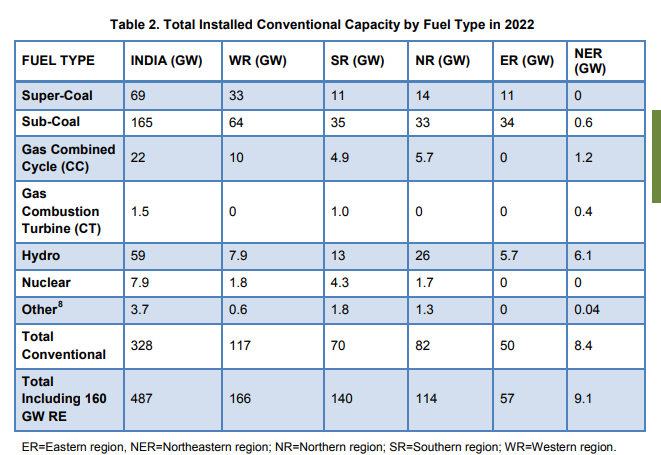 Table 2. Total Installed Conventional Capacity by Fuel Type in 2022
FUEL TYPE INDIA (GW) WR (GW) SR (GW) NR (GW) ER (GW) NER (GW)
Super-Coal 69 33 11 14 11 0
Sub-Coal 165 64 35 33 34 0.6
Gas Combined Cycle (CC) 22 10 4.9 5.7 0 1.2
Gas Combustion Turbine (CT) 1.5 0 1.0 0 0 0.4
Hydro 59 7.9 13 26 5.7 6.1
Nuclear 7.9 1.8 4.3 1.7 0 0
Other8 3.7 0.6 1.8 1.3 0 0.04
Total Conventional 328 117 70 82 50 8.4
Total Including 160 GW RE 487 166 140 114 57 9.1
ER=Eastern region, NER=Northeastern region; NR=Northern region; SR=Southern region; WR=Western region.